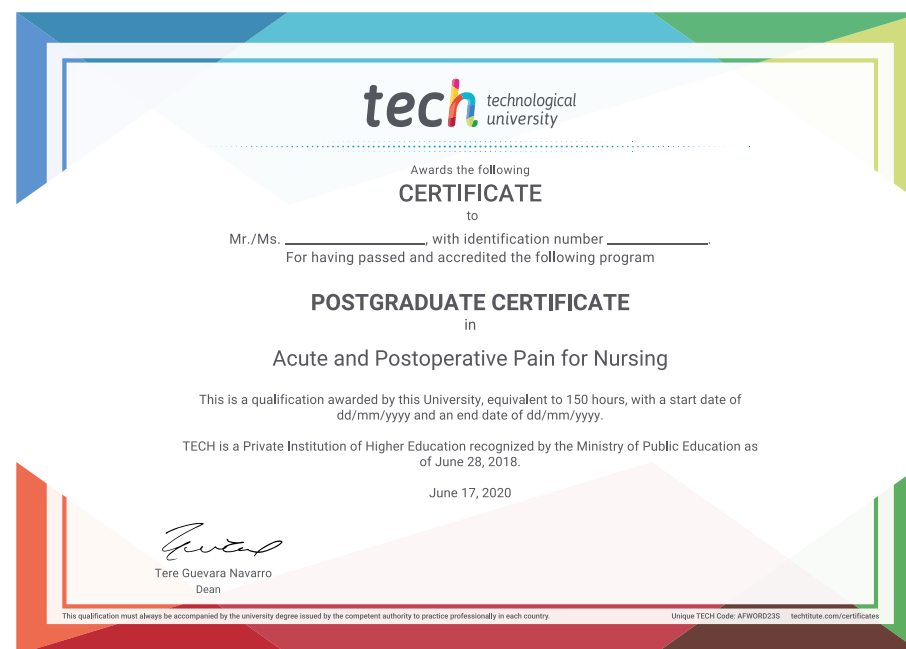 tech technological
university
Awards the following
CERTIFICATE
to
Mr./Ms. ____________________, with identification number ______________.
For having passed and accredited the following program
POSTGRADUATE CERTIFICATE
in
Acute and Postoperative Pain for Nursing
This is a qualification awarded by this University, equivalent to 150 hours, with a start date of
dd/mm/yyyy and an end date of dd/mm/yyyy.
TECH is a Private Institution of Higher Education recognized by the Ministry of Public Education as
of June 28, 2018.
June 17, 2020
Tere Guevara Navarro
Dean
This qualification must always be accompanied by the university degree issued by the competent authority to practice professionally in each country. Unique TECH Code: AFWORD23S techtitute.com/certificates